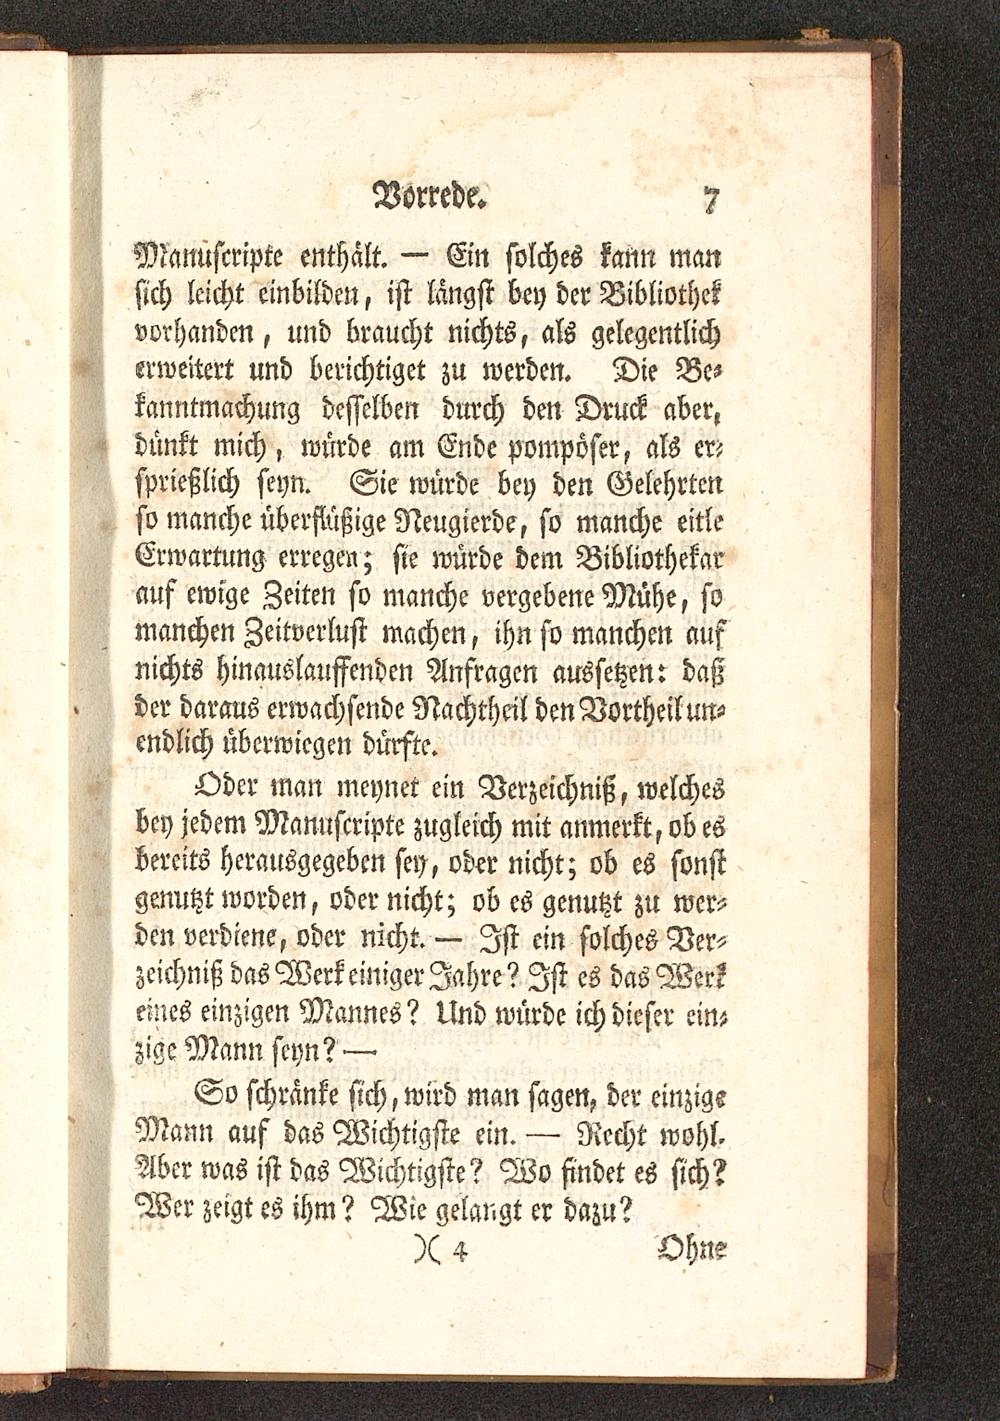 Vorrede. 7
Manuscripte enthält. — Ein solches kann man
sich leicht einbilden, ist längst bey der Bibliothek
vorhanden, und braucht nichts, als gelegentlich
erweitert und berichtiget zu werden. Die Be-
kanntmachung desselben durch den Druck aber,
dünkt mich, würde am Ende pompöser, als er-
sprießlich seyn. Sie würde bey den Gelehrten
so manche überflüßige Neugierde, so manche eitle
Erwartung erregen; sie würde dem Bibliothekar
auf ewige Zeiten so manche vergebene Mühe, so
manchen Zeitverlust machen, ihn so manchen auf
nichts hinauslauffenden Anfragen aussetzen: daß
der daraus erwachsende Nachtheil den Vortheil un-
endlich überwiegen dürfte.
Oder man meynet ein Verzeichniß, welches
bey jedem Manuscripte zugleich mit anmerkt, ob es
bereits herausgegeben sey, oder nicht; ob es sonst
genutzt worden, oder nicht; ob es genutzt zu wer-
den verdiene, oder nicht. — Ist ein solches Ver-
zeichniß das Werk einiger Jahre? Ist es das Werk
eines einzigen Mannes? Und würde ich dieser ein-
zige Mann seyn? —
So schränke sich, wird man sagen, der einzige
Mann auf das Wichtigste ein. — Recht wohl.
Aber was ist das Wichtigste? Wo findet es sich?
Wer zeigt es ihm? Wie gelangt er dazu?
)( 4 Ohne